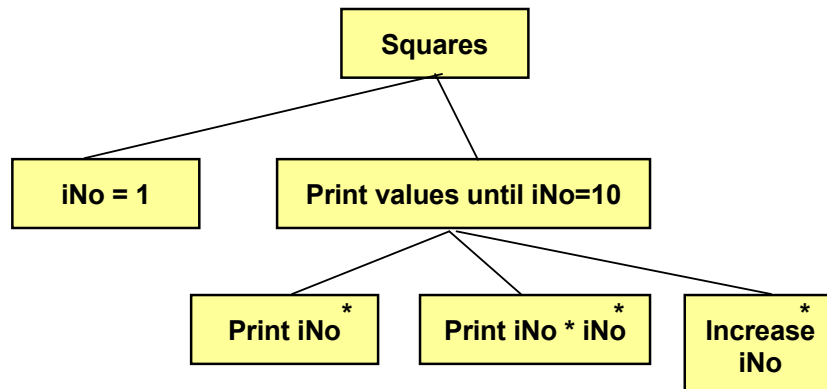 Squares
iNo = 1
Print values until iNo=10
Print iNo *
Print iNo * iNo *
*
Increase
iNo